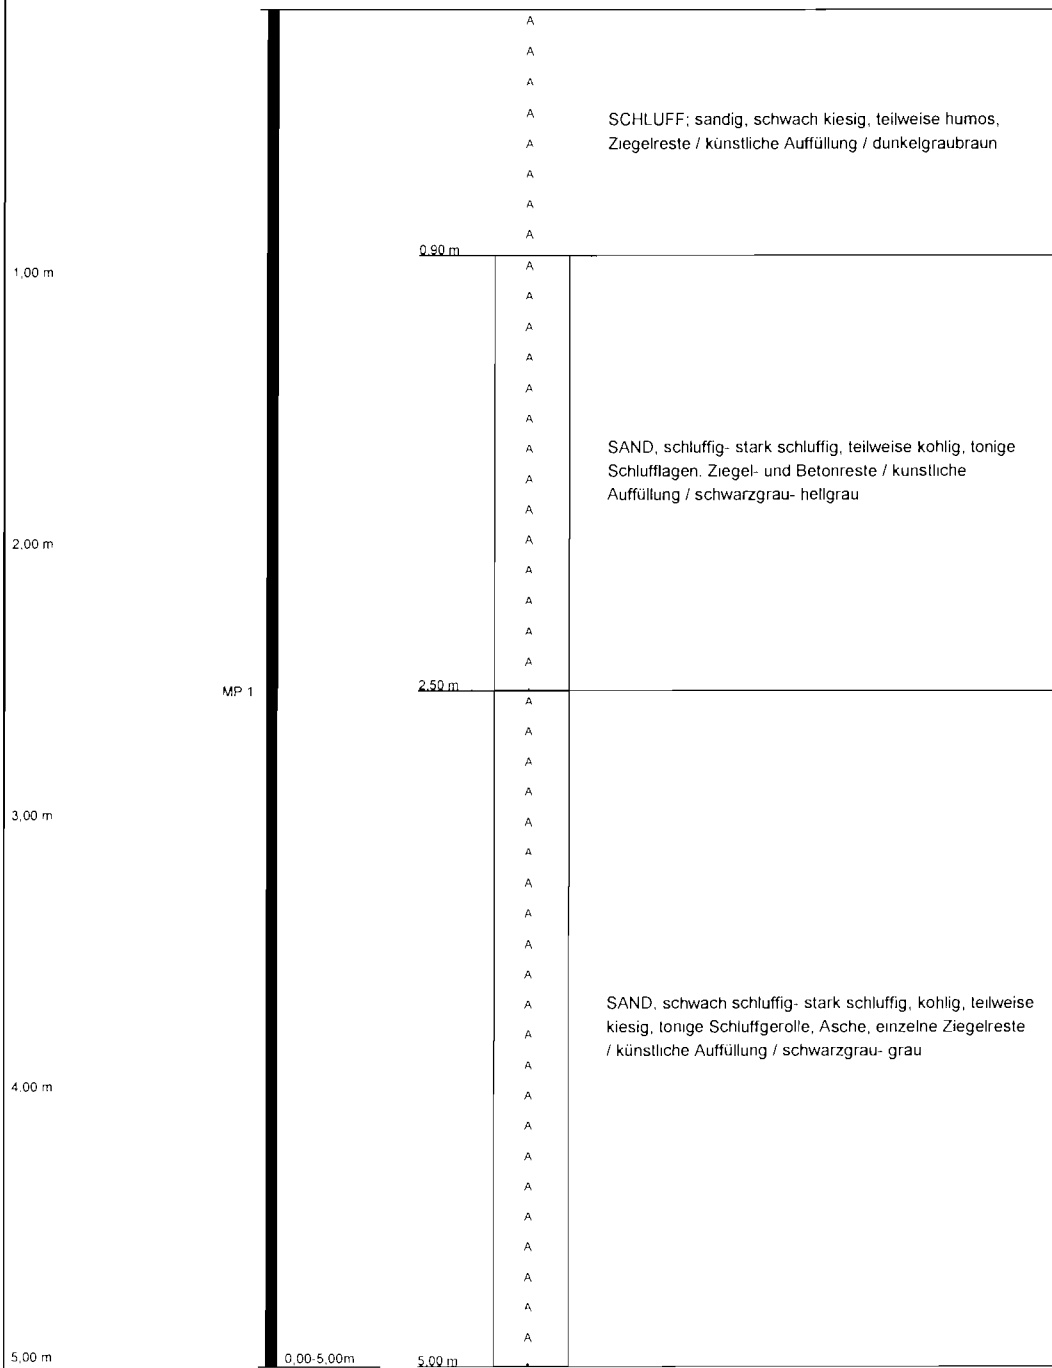 A
A
A
A
SCHLUFF; sandig, schwach kiesig, teilweise humos,
Ziegelreste / künstliche Auffüllung / dunkelgraubraun
A
A
A
A
0.90 m
1,00 m
A
A
A
A
A
A
A
SAND, schluffig- stark schluffig, teilweise kohlig, tonige
Schlufflagen. Ziegel- und Betonreste / kunstliche
Auffüllung / schwarzgrau- hellgrau
A
A
A
2.00 m
A
A
A
A
MP 1
2.50 m
A
A
A
A
A
3,00 m
A
A
A
A
A
A
SAND, schwach schluffig- stark schluffig, kohlig, teilweise
kiesig, tonige Schluffgerolle, Asche, einzelne Ziegelreste
/ künstliche Auffüllung / schwarzgrau- grau
A
A
A
4.00 m
A
A
A
A
A
A
A
A
A
5,00 m
0,00-5,00m
5.00 m